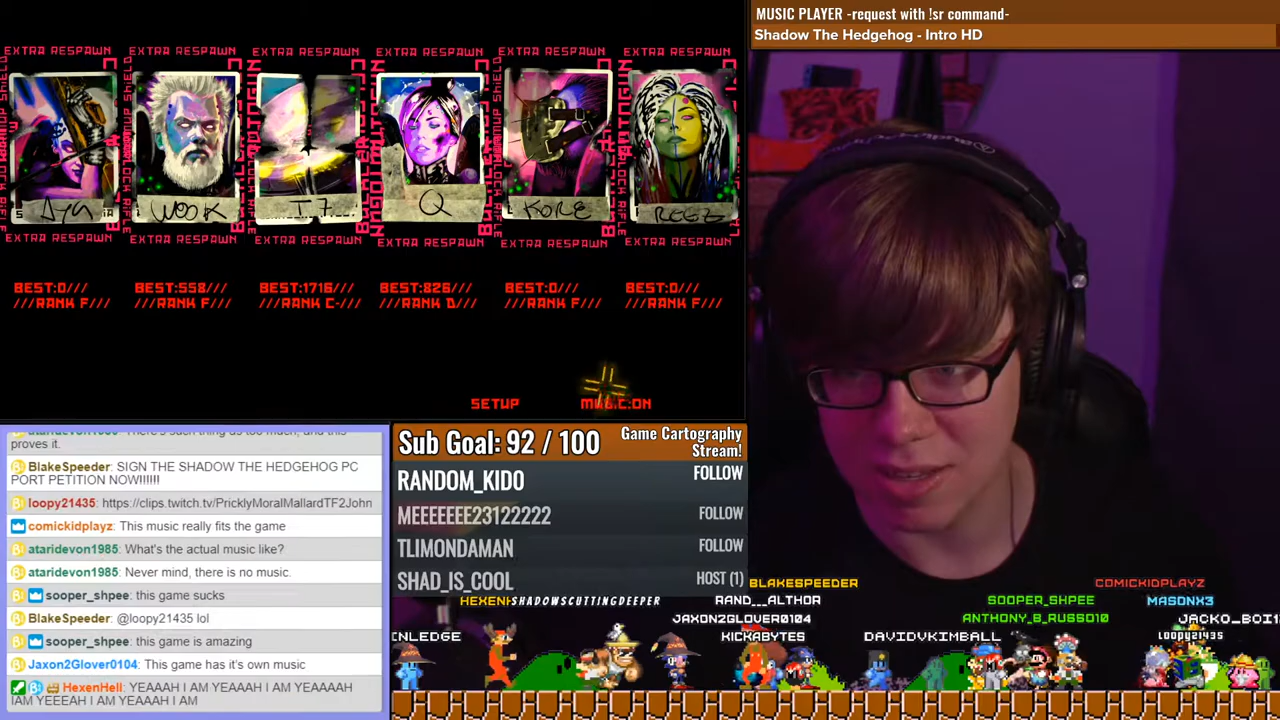 MUSIC PLAYER -request with !sr command-
Shadow The Hedgehog - Intro HD
EXTRA RESPAWN EXTRA RESPAWN EXTRA RESPAWN EXTRA RESPAWN EXTRA RESPAWN EXTRA RESPAWN
WOOK T7 Q KORE REEZ
EXTRA RESPAWN EXTRA RESPAWN EXTRA RESPAWN EXTRA RESPAWN EXTRA RESPAWN EXTRA RESPAWN
BEST:0/// BEST:558/// BEST:1716/// BEST:826/// BEST:0/// BEST:0///
///RANK F/// ///RANK F/// ///RANK C-/// ///RANK D/// ///RANK F/// ///RANK F///
SETUP
proves it.
BlakeSpeeder: SIGN THE SHADOW THE HEDGEHOG PC
PORT PETITION NOW!!!!!!
loopy21435: https://clips.twitch.tv/PricklyMoralMallardTF2John
comickidplayz: This music really fits the game
ataridevon1985: What's the actual music like?
ataridevon1985: Never mind, there is no music.
sooper_shpee: this game sucks
BlakeSpeeder: @loopy21435 lol
sooper_shpee: this game is amazing
Jaxon2Glover0104: This game has it's own music
HexenHell: YEAAAH I AM YEAAAH I AM YEAAAAH
IAM YEEEAH I AM YEAAAH I AM
Sub Goal: 92 / 100
Game Cartography
Stream!
RANDOM_KIDO FOLLOW
MEEEEEEE23122222 FOLLOW
TLIMONDAMAN FOLLOW
SHAD_IS_COOL HOST (1)
BLAKESPEEDER COMICKIDPLAYZ
SHADOWSCUTTINGDEEPER RAND___ALTHOR SOOPER_SHPEE MASONX3
JAXON2GLOVER0104 ANTHONY_B_RUSSO10
KICKABYTES DAVIDVKIMBALL loopy21435